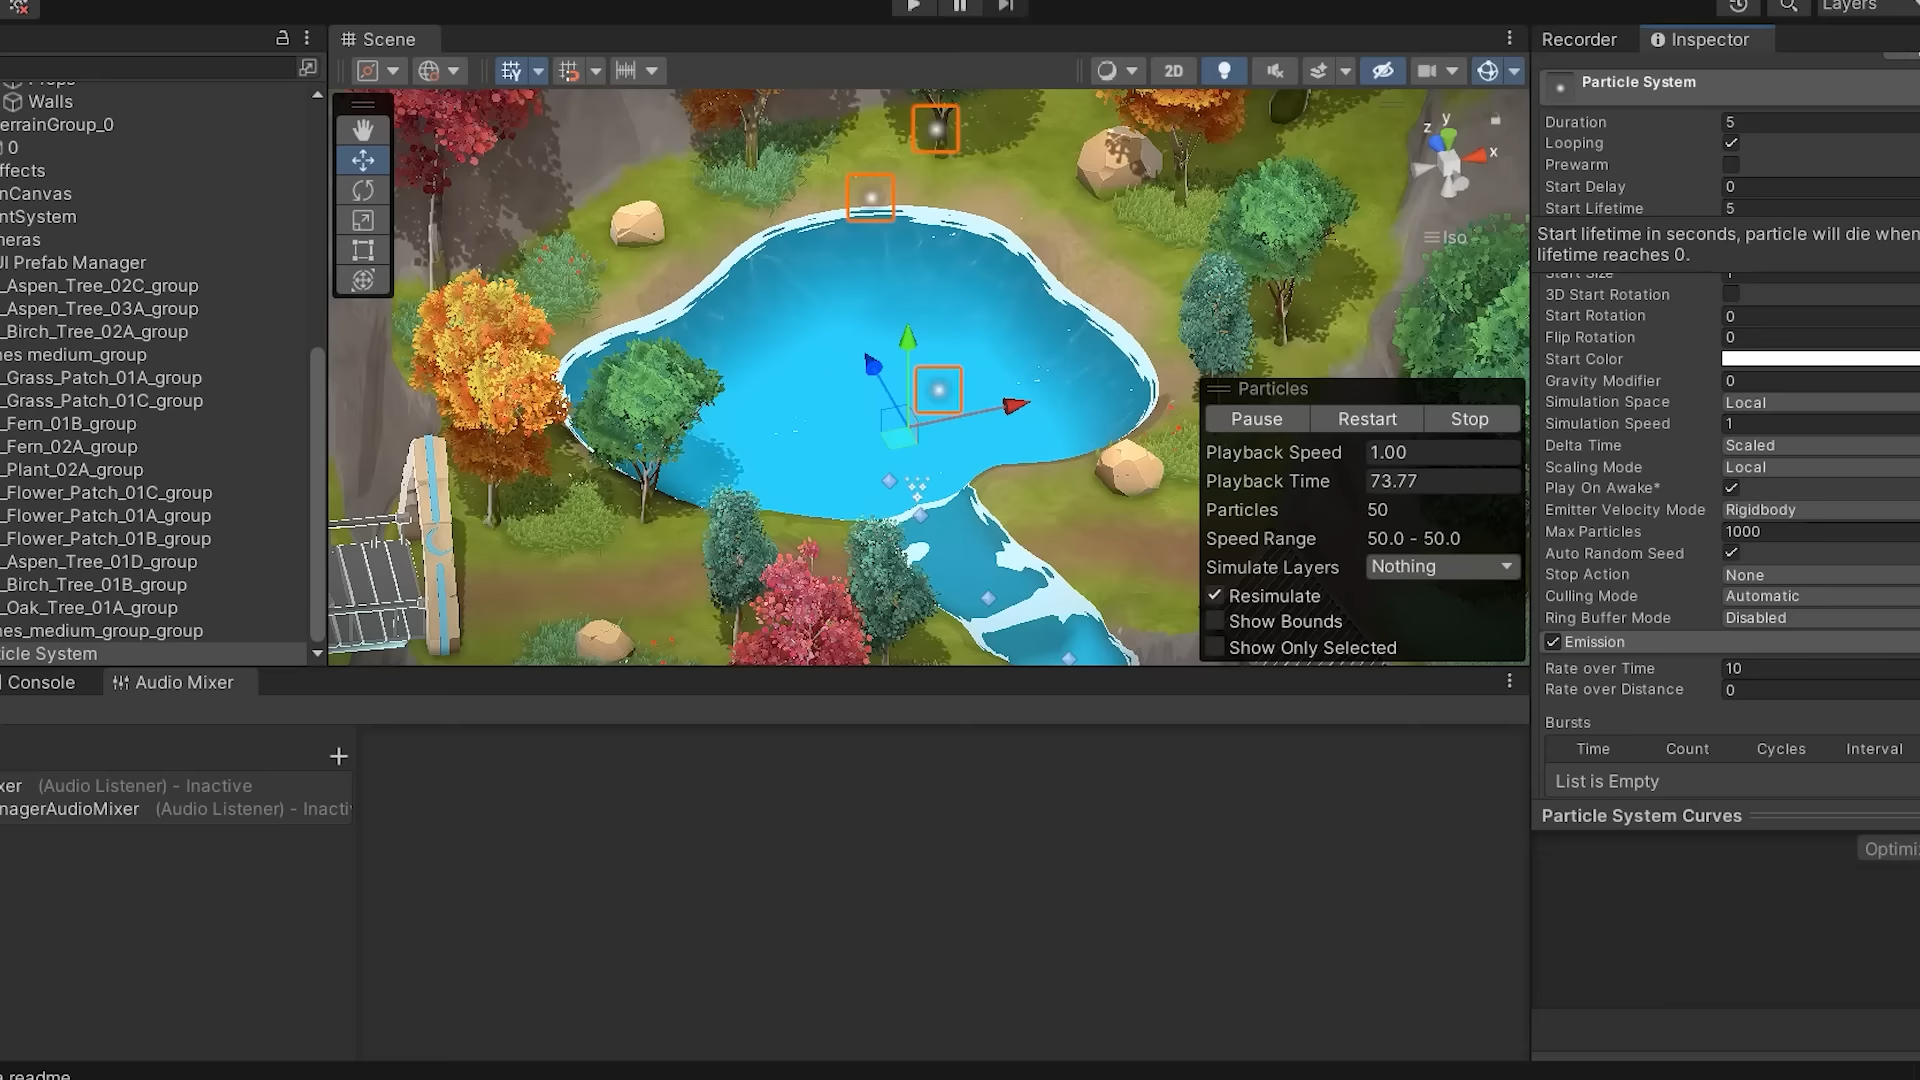 Layers
Scene
Recorder
Inspector
2D
Walls
errainGroup_0
0
ffects
nCanvas
ntSystem
neras
UI Prefab Manager
_Aspen_Tree_02C_group
_Aspen_Tree_03A_group
_Birch_Tree_02A_group
nes medium_group
_Grass_Patch_01A_group
_Grass_Patch_01C_group
_Fern_01B_group
_Fern_02A_group
_Plant_02A_group
_Flower_Patch_01C_group
_Flower_Patch_01A_group
_Flower_Patch_01B_group
_Aspen_Tree_01D_group
_Birch_Tree_01B_group
_Oak_Tree_01A_group
nes_medium_group_group
icle System
y
z
x
Iso
Particles
Pause Restart Stop
Playback Speed 1.00
Playback Time 73.77
Particles 50
Speed Range 50.0 - 50.0
Simulate Layers Nothing
Resimulate
Show Bounds
Show Only Selected
Particle System
Duration 5
Looping
Prewarm
Start Delay 0
Start Lifetime 5
Start lifetime in seconds, particle will die when
lifetime reaches 0.
Start Size 1
3D Start Rotation
Start Rotation 0
Flip Rotation 0
Start Color
Gravity Modifier 0
Simulation Space Local
Simulation Speed 1
Delta Time Scaled
Scaling Mode Local
Play On Awake*
Emitter Velocity Mode Rigidbody
Max Particles 1000
Auto Random Seed
Stop Action None
Culling Mode Automatic
Ring Buffer Mode Disabled
Emission
Rate over Time 10
Rate over Distance 0
Bursts
Time Count Cycles Interval
List is Empty
Particle System Curves
Optimi
Console
Audio Mixer
xer (Audio Listener) - Inactive
nagerAudioMixer (Audio Listener) - Inacti
a readme